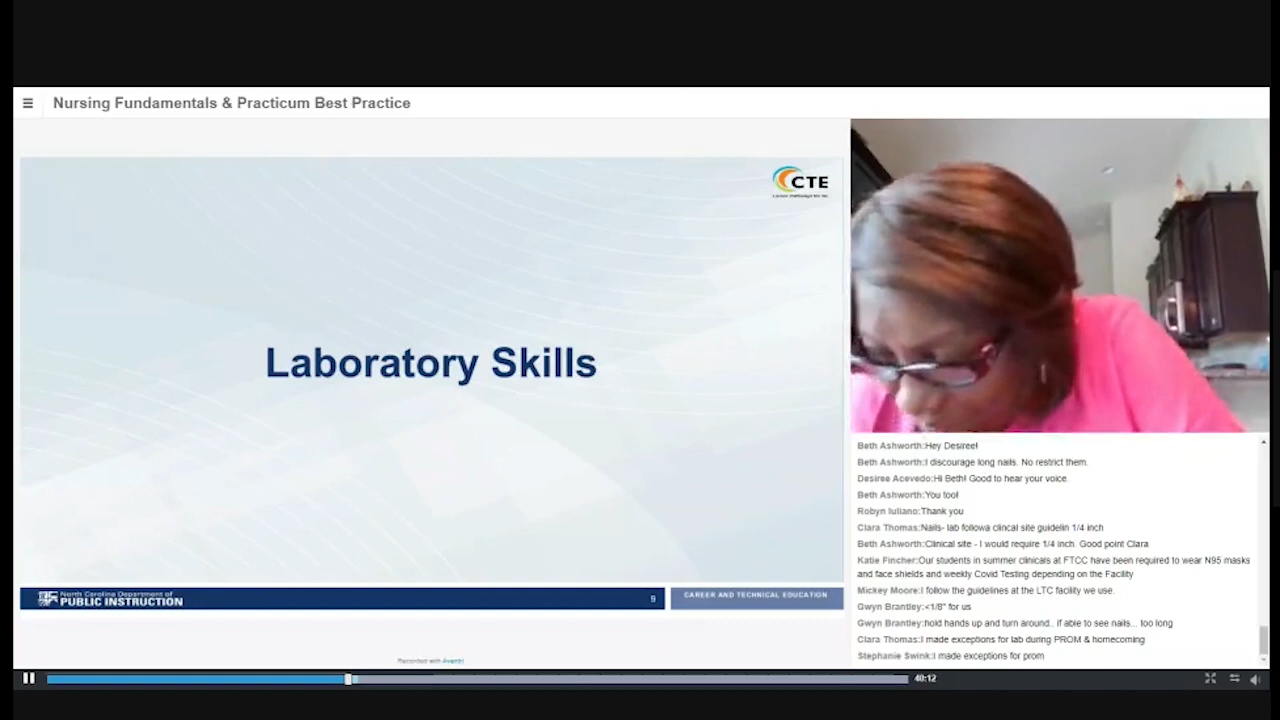 Nursing Fundamentals & Practicum Best Practice
CTE
Laboratory Skills
North Carolina Department of
PUBLIC INSTRUCTION
9
CAREER AND TECHNICAL EDUCATION
Beth Ashworth:Hey Desiree!
Beth Ashworth:I discourage long nails. No restrict them.
Desiree Acevedo:Hi Beth! Good to hear your voice.
Beth Ashworth:You too!
Robyn Iuliano:Thank you
Clara Thomas:Nails- lab followa clincal site guidelin 1/4 inch
Beth Ashworth:Clinical site - I would require 1/4 inch. Good point Clara
Katie Fincher:Our students in summer clinicals at FTCC have been required to wear N95 masks
and face shields and weekly Covid Testing depending on the Facility
Mickey Moore:I follow the guidelines at the LTC facility we use.
Gwyn Brantley:<1/8" for us
Gwyn Brantley:hold hands up and turn around.. if able to see nails... too long
Clara Thomas:I made exceptions for lab during PROM & homecoming
Stephanie Swink:I made exceptions for prom
Recorded with
40:12